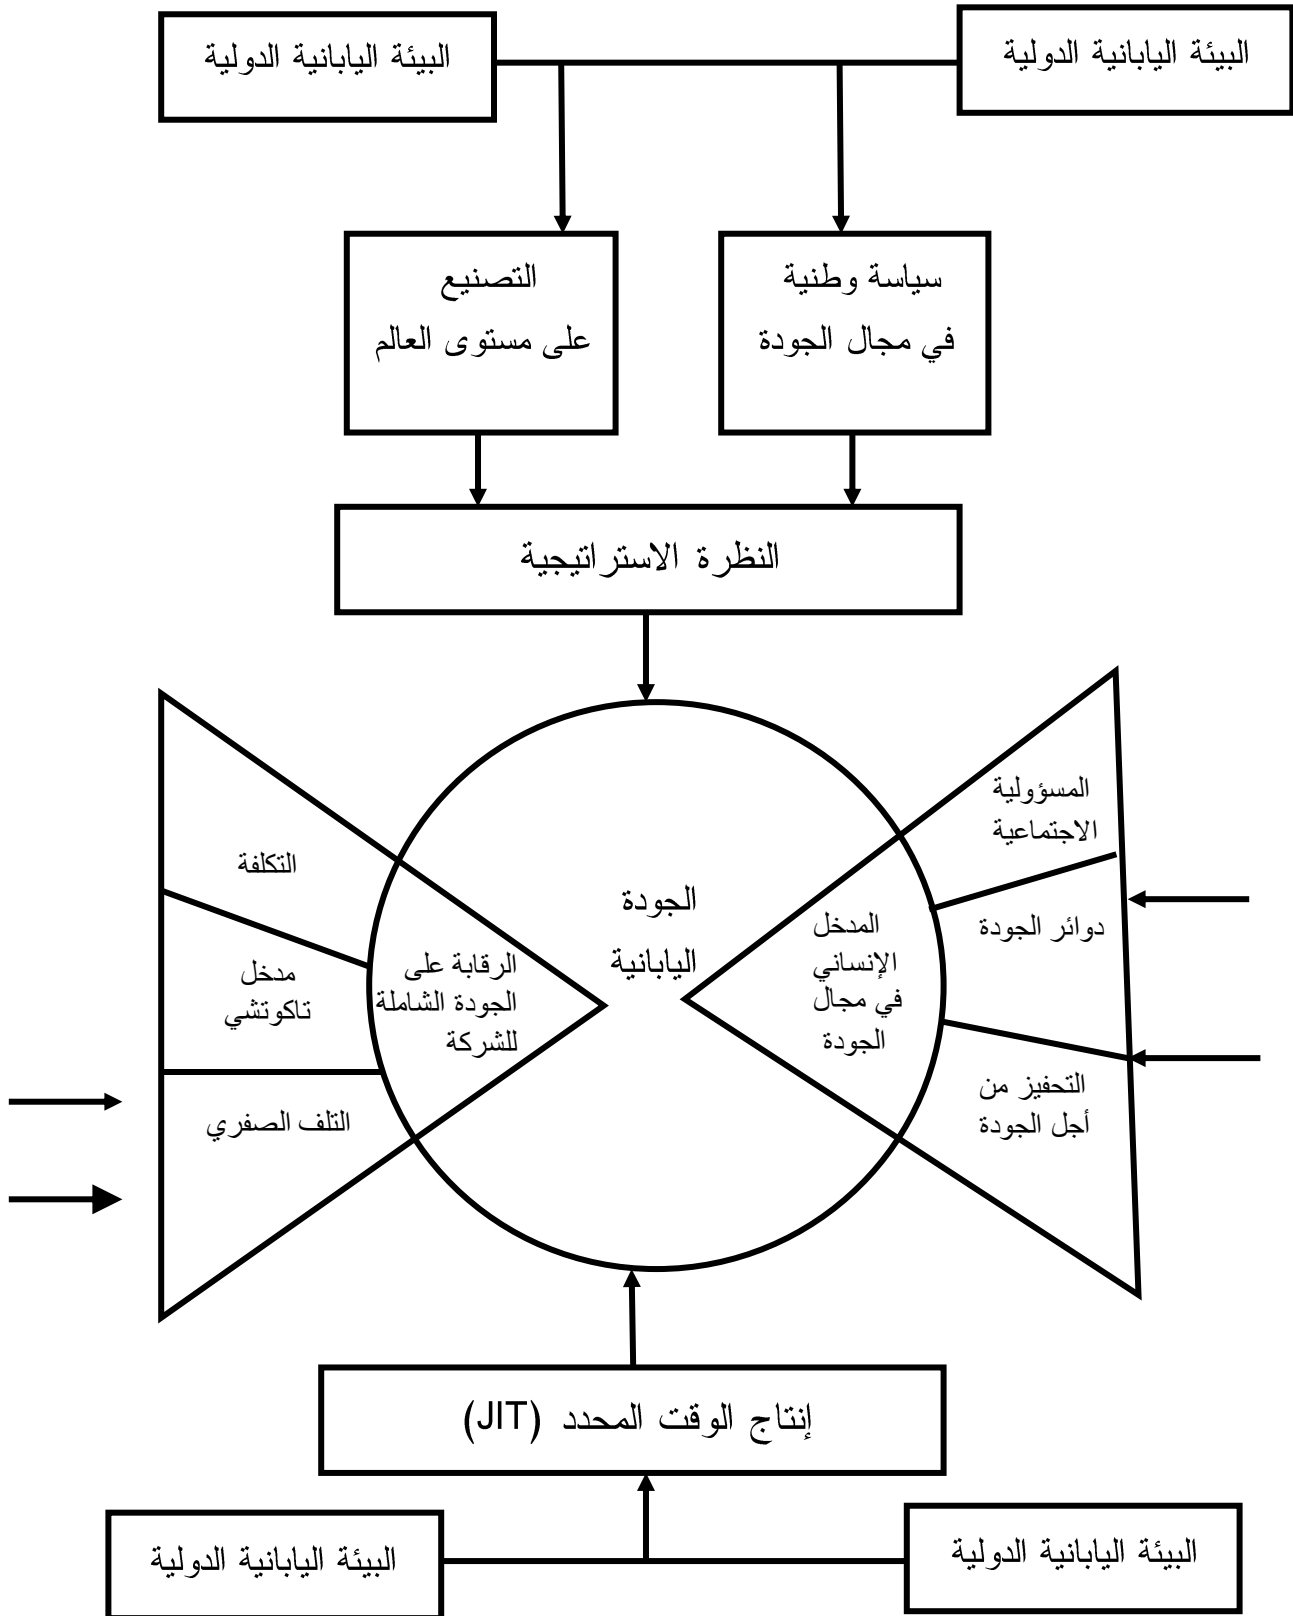 البيئة اليابانية الدولية
البيئة اليابانية الدولية
سياسة وطنية
في مجال الجودة
التصنيع
على مستوى العالم
النظرة الاستراتيجية
المسؤولية
الاجتماعية
دوائر الجودة
التحفيز من
أجل الجودة
المدخل
الإنساني
في مجال
الجودة
الجودة
اليابانية
الرقابة على
الجودة الشاملة
للشركة
التكلفة
مدخل
تاكوتشي
التلف الصفري
إنتاج الوقت المحدد (JIT)
البيئة اليابانية الدولية
البيئة اليابانية الدولية